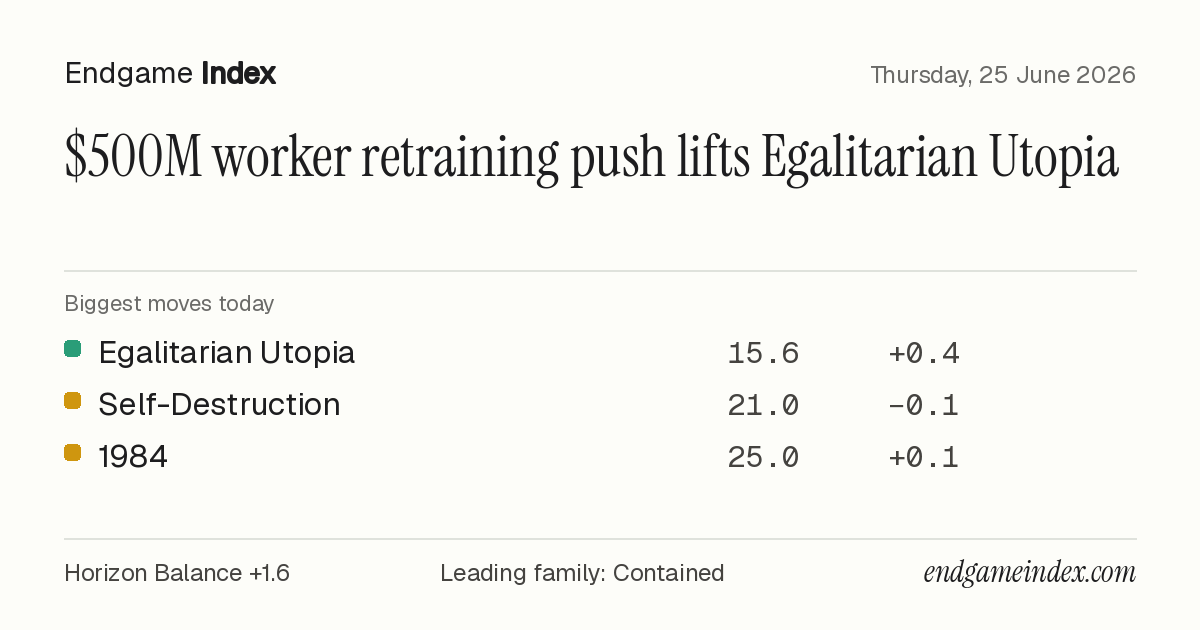 Endgame Index
Thursday, 25 June 2026
$500M worker retraining push lifts Egalitarian Utopia
Biggest moves today
Egalitarian Utopia 15.6 +0.4
Self-Destruction 21.0 −0.1
1984 25.0 +0.1
Horizon Balance +1.6 Leading family: Contained endgameindex.com